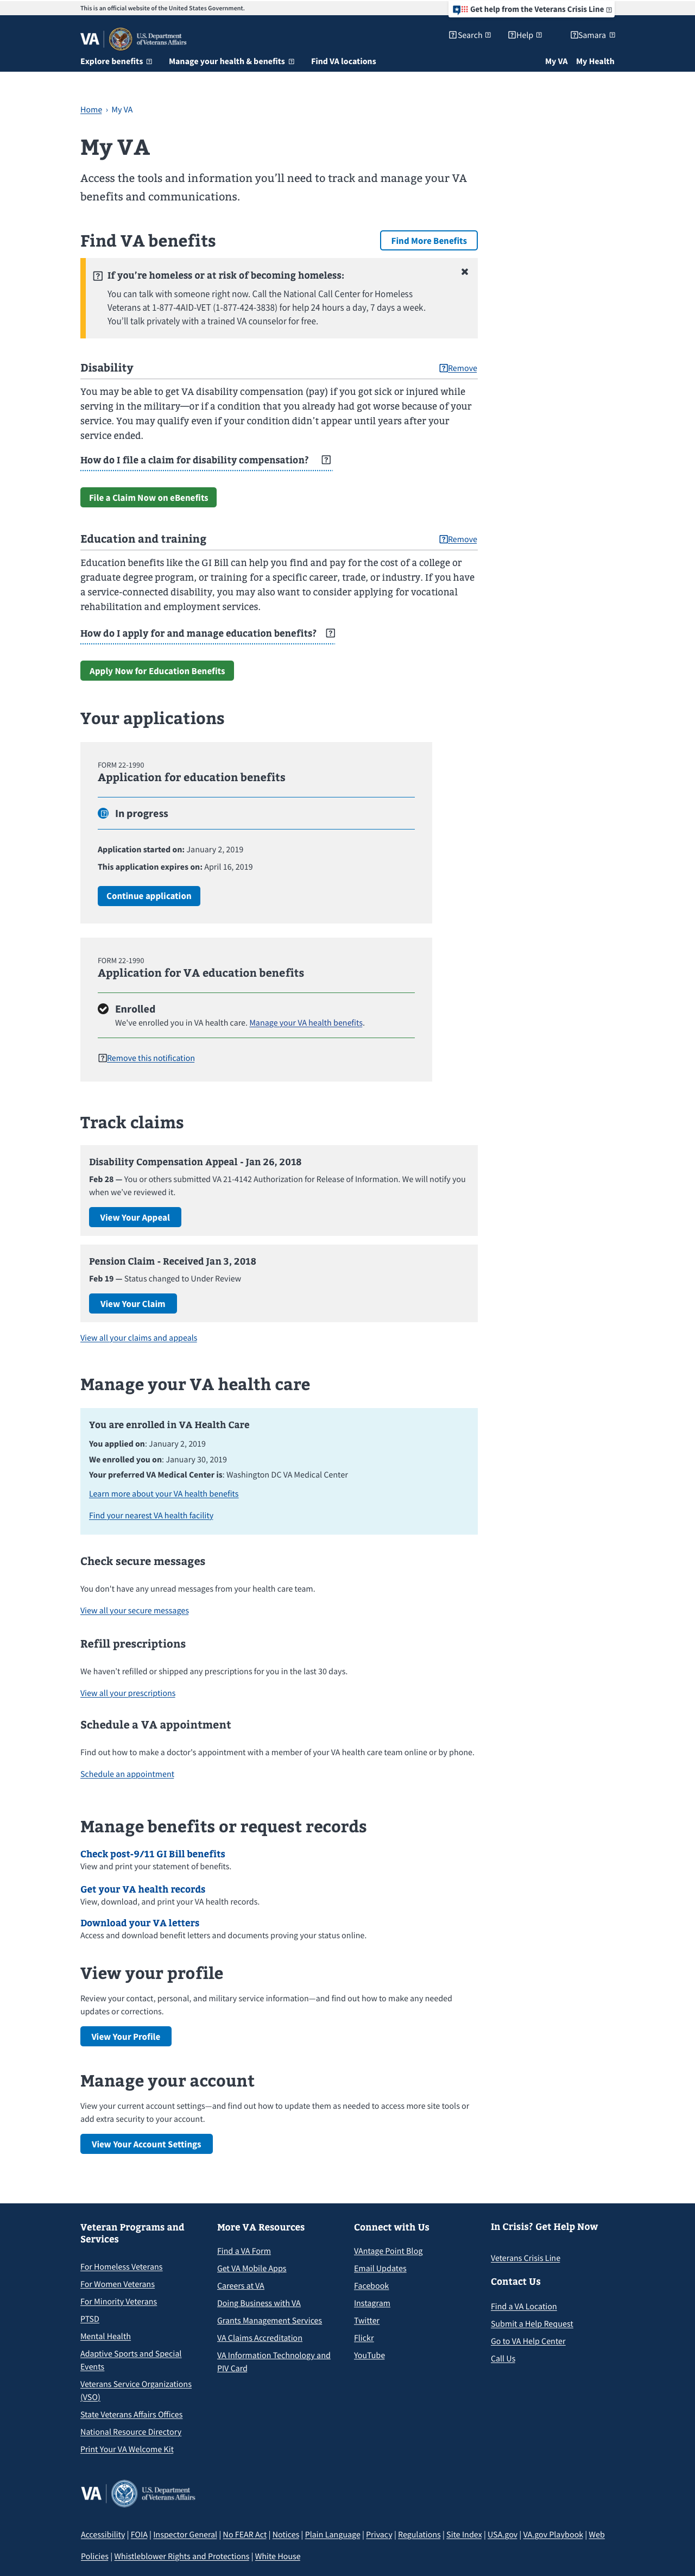 This is an official website of the United States Government.
Get help from the Veterans Crisis Line
VA
U.S. Department
of Veterans Affairs
Search
Help
Samara
Explore benefits
Manage your health & benefits
Find VA locations
My VA
My Health
Home › My VA
My VA
Access the tools and information you’ll need to track and manage your VA
benefits and communications.
Find VA benefits
Find More Benefits
If you’re homeless or at risk of becoming homeless:
You can talk with someone right now. Call the National Call Center for Homeless
Veterans at 1-877-4AID-VET (1-877-424-3838) for help 24 hours a day, 7 days a week.
You’ll talk privately with a trained VA counselor for free.
Disability
Remove
You may be able to get VA disability compensation (pay) if you got sick or injured while
serving in the military—or if a condition that you already had got worse because of your
service. You may qualify even if your condition didn’t appear until years after your
service ended.
How do I file a claim for disability compensation?
File a Claim Now on eBenefits
Education and training
Remove
Education benefits like the GI Bill can help you find and pay for the cost of a college or
graduate degree program, or training for a specific career, trade, or industry. If you have
a service-connected disability, you may also want to consider applying for vocational
rehabilitation and employment services.
How do I apply for and manage education benefits?
Apply Now for Education Benefits
Your applications
FORM 22-1990
Application for education benefits
In progress
Application started on: January 2, 2019
This application expires on: April 16, 2019
Continue application
FORM 22-1990
Application for VA education benefits
Enrolled
We’ve enrolled you in VA health care. Manage your VA health benefits.
Remove this notification
Track claims
Disability Compensation Appeal - Jan 26, 2018
Feb 28 — You or others submitted VA 21-4142 Authorization for Release of Information. We will notify you
when we’ve reviewed it.
View Your Appeal
Pension Claim - Received Jan 3, 2018
Feb 19 — Status changed to Under Review
View Your Claim
View all your claims and appeals
Manage your VA health care
You are enrolled in VA Health Care
You applied on: January 2, 2019
We enrolled you on: January 30, 2019
Your preferred VA Medical Center is: Washington DC VA Medical Center
Learn more about your VA health benefits
Find your nearest VA health facility
Check secure messages
You don’t have any unread messages from your health care team.
View all your secure messages
Refill prescriptions
We haven’t refilled or shipped any prescriptions for you in the last 30 days.
View all your prescriptions
Schedule a VA appointment
Find out how to make a doctor’s appointment with a member of your VA health care team online or by phone.
Schedule an appointment
Manage benefits or request records
Check post-9/11 GI Bill benefits
View and print your statement of benefits.
Get your VA health records
View, download, and print your VA health records.
Download your VA letters
Access and download benefit letters and documents proving your status online.
View your profile
Review your contact, personal, and military service information—and find out how to make any needed
updates or corrections.
View Your Profile
Manage your account
View your current account settings—and find out how to update them as needed to access more site tools or
add extra security to your account.
View Your Account Settings
Veteran Programs and
Services
For Homeless Veterans
For Women Veterans
For Minority Veterans
PTSD
Mental Health
Adaptive Sports and Special
Events
Veterans Service Organizations
(VSO)
State Veterans Affairs Offices
National Resource Directory
Print Your VA Welcome Kit
More VA Resources
Find a VA Form
Get VA Mobile Apps
Careers at VA
Doing Business with VA
Grants Management Services
VA Claims Accreditation
VA Information Technology and
PIV Card
Connect with Us
VAntage Point Blog
Email Updates
Facebook
Instagram
Twitter
Flickr
YouTube
In Crisis? Get Help Now
Veterans Crisis Line
Contact Us
Find a VA Location
Submit a Help Request
Go to VA Help Center
Call Us
VA
U.S. Department
of Veterans Affairs
Accessibility | FOIA | Inspector General | No FEAR Act | Notices | Plain Language | Privacy | Regulations | Site Index | USA.gov | VA.gov Playbook | Web
Policies | Whistleblower Rights and Protections | White House